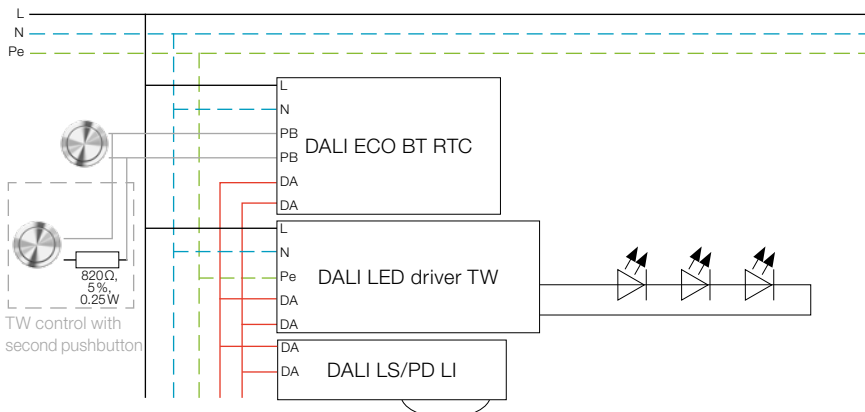 L
N
Pe
L
N
PB
PB
DA
DA
DALI ECO BT RTC
L
N
Pe
DA
DA
DALI LED driver TW
820Ω,
5%,
0.25W
TW control with
second pushbutton
DA
DA
DALI LS/PD LI